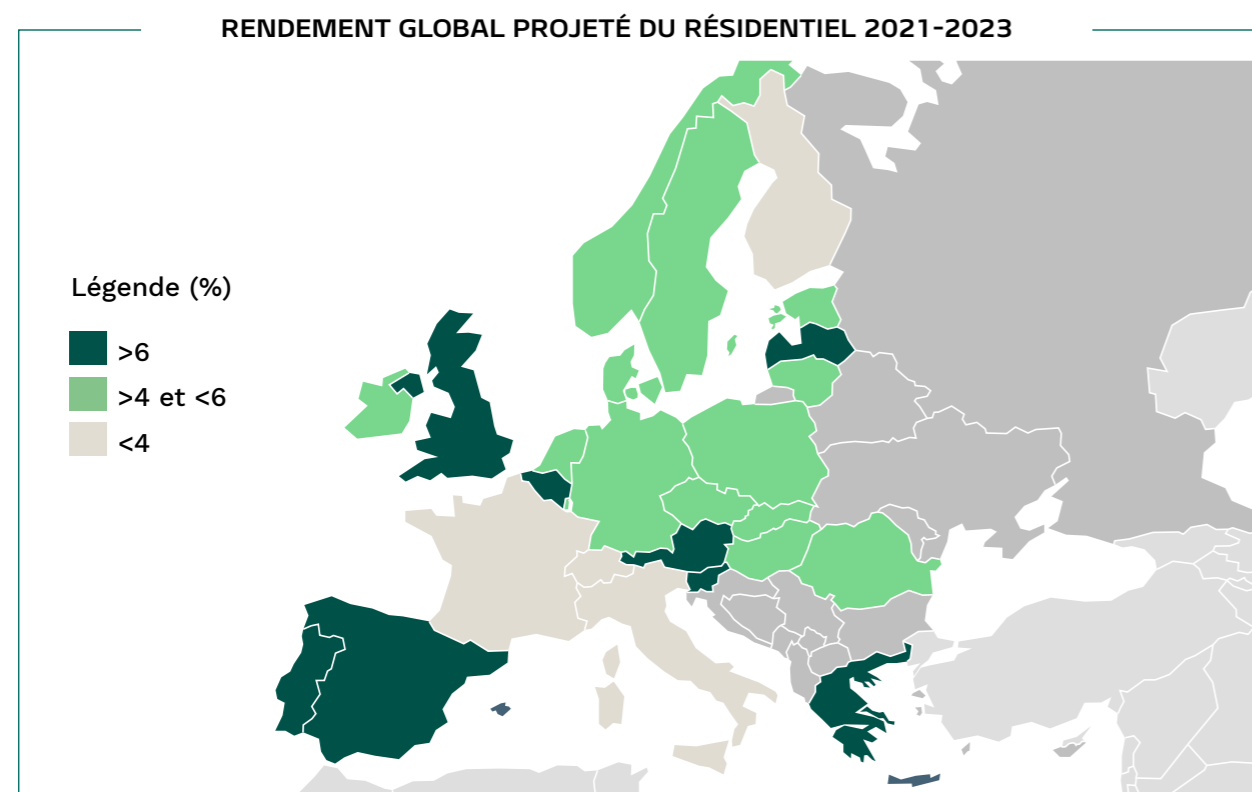 RENDEMENT GLOBAL PROJETÉ DU RÉSIDENTIEL 2021-2023
Légende (%)
>6
>4 et <6
<4